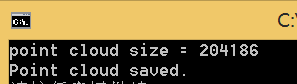 C:\
point cloud size = 204186
Point cloud saved.